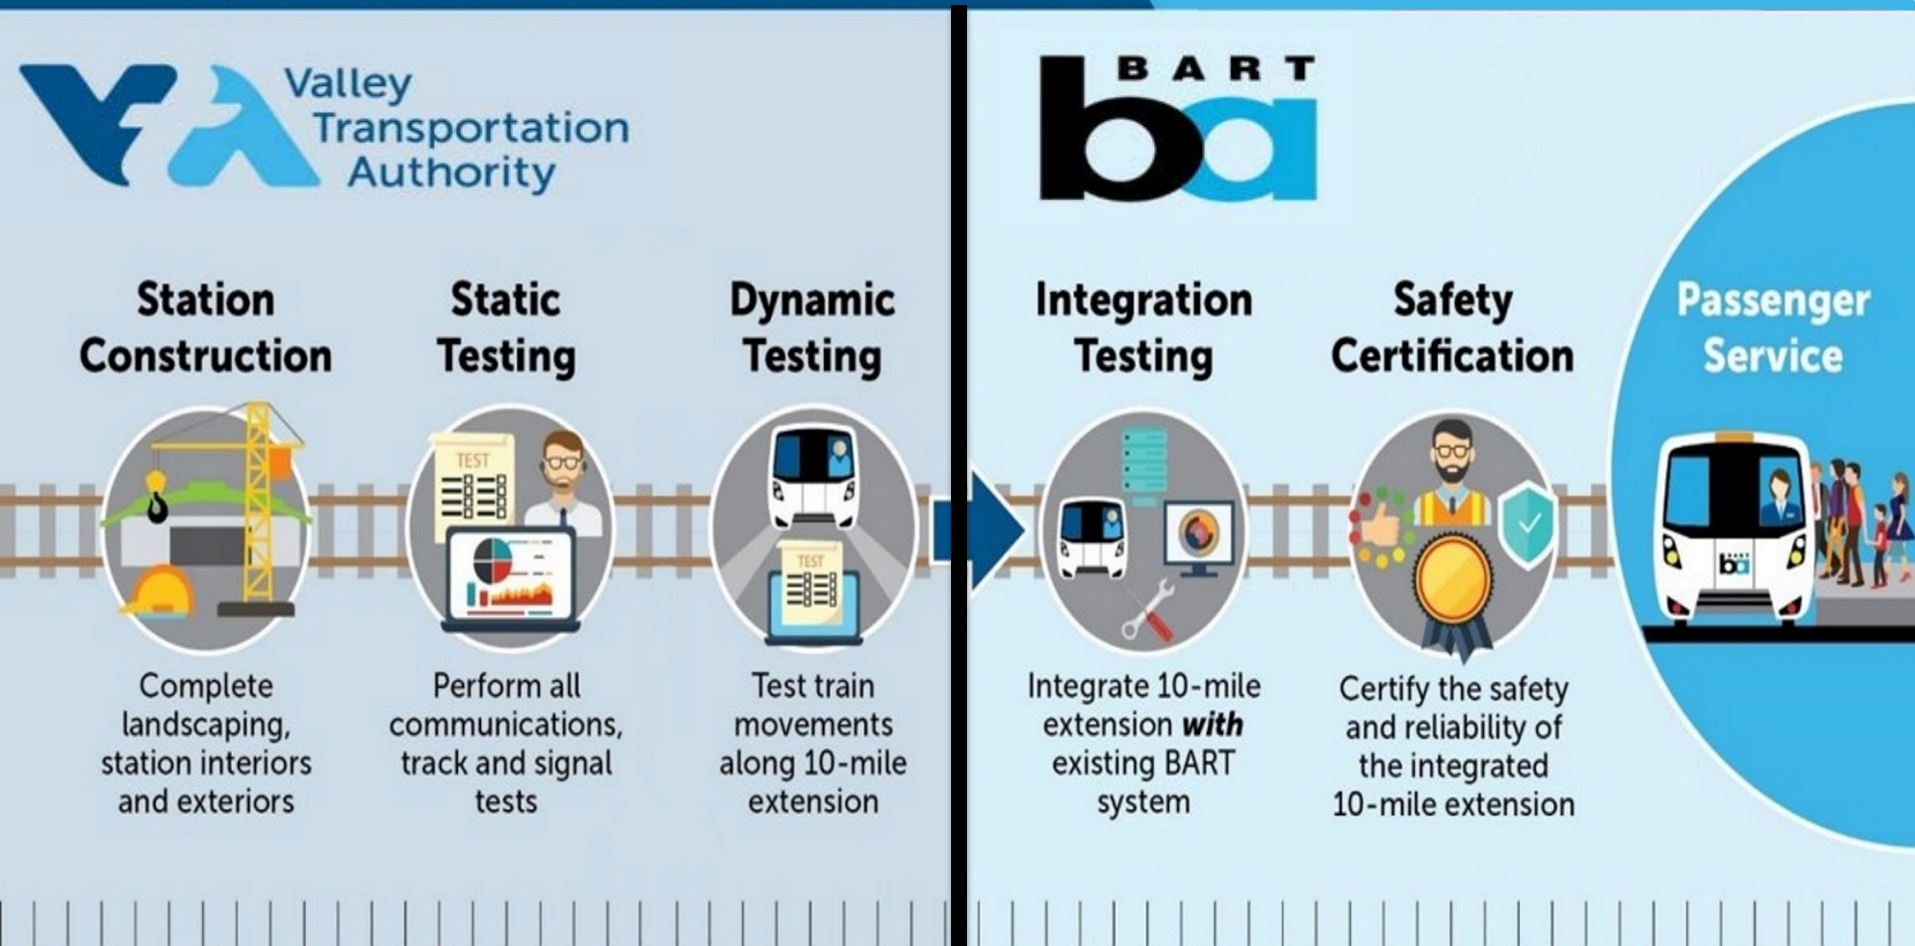 Valley
Transportation
Authority
Station
Construction
Complete
landscaping,
station interiors
and exteriors
Static
Testing
TEST
Perform all
communications,
track and signal
tests
Dynamic
Testing
TEST
Test train
movements
along 10-mile
extension
BART
ba
Integration
Testing
Integrate 10-mile
extension with
existing BART
system
Safety
Certification
Certify the safety
and reliability of
the integrated
10-mile extension
Passenger
Service
BART
ba